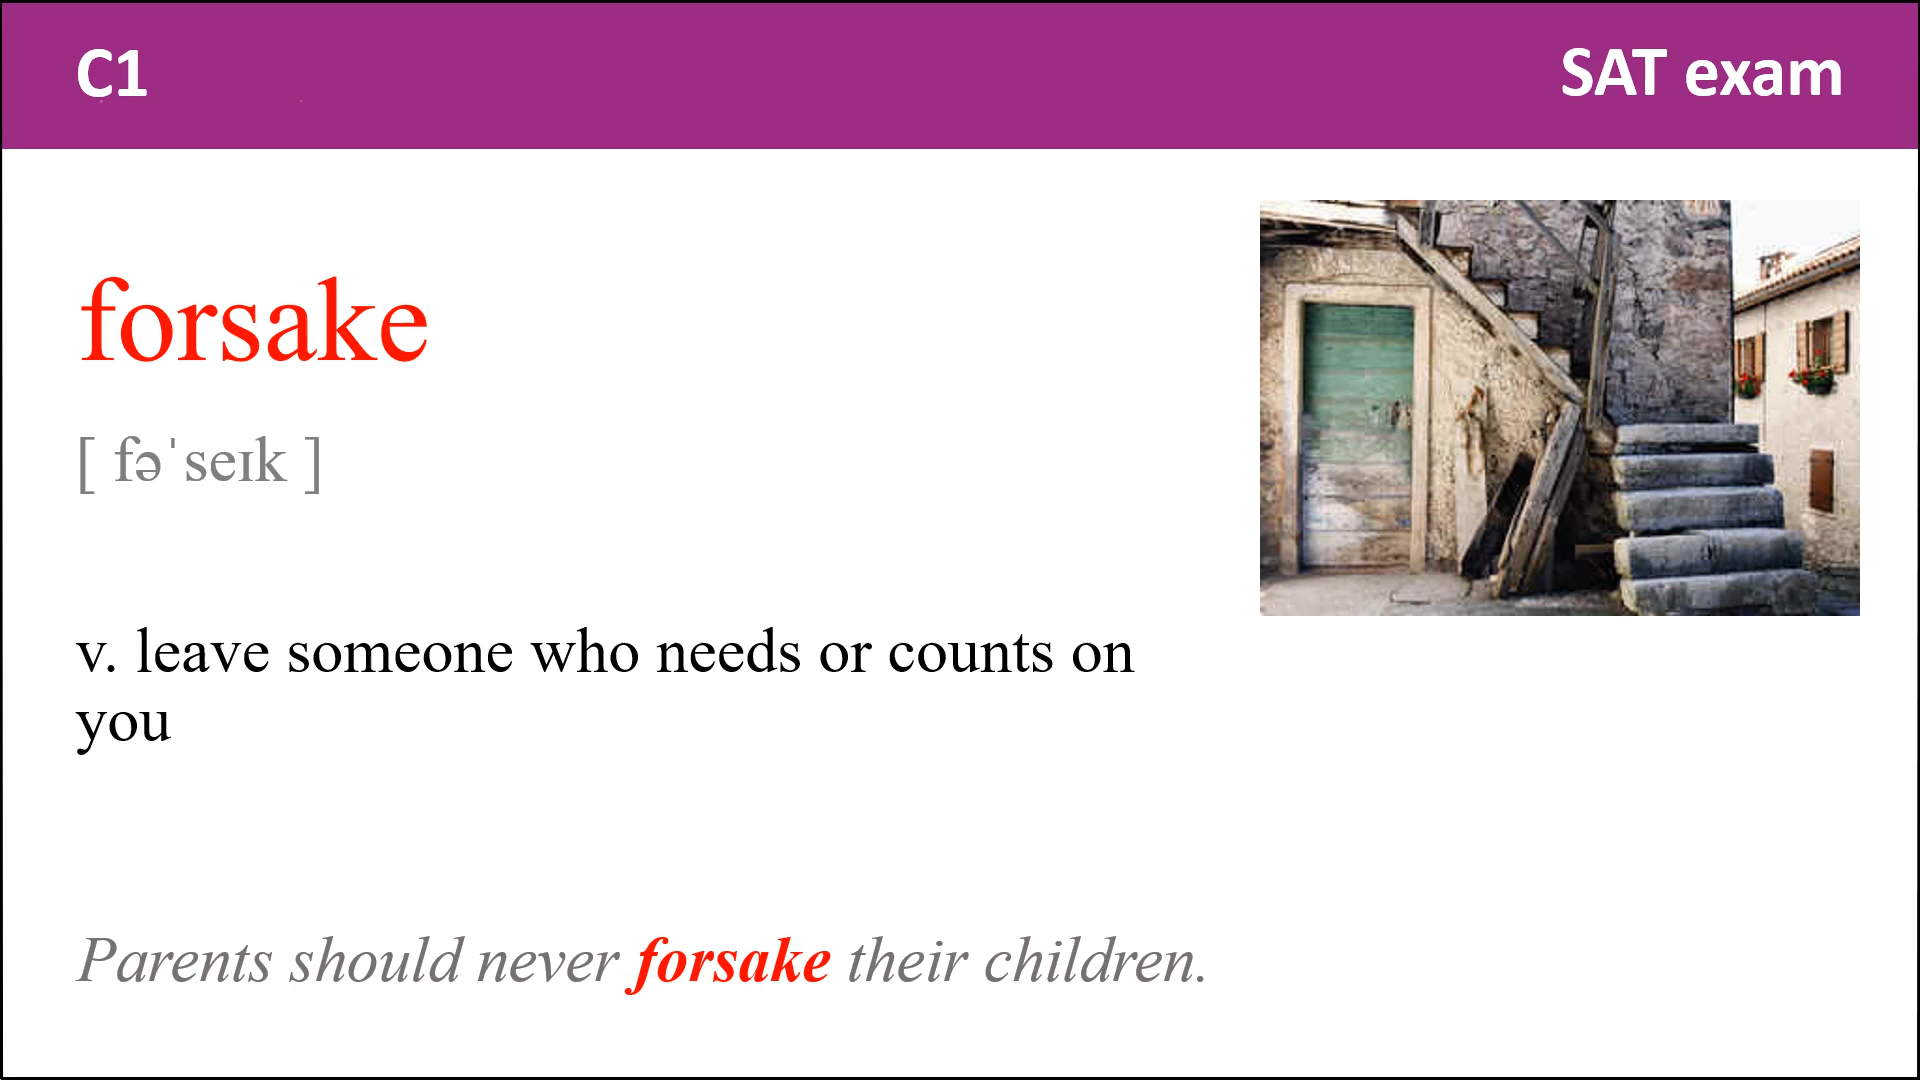 C1
SAT exam
forsake
[ fəˈseɪk ]
v. leave someone who needs or counts on
you
Parents should never forsake their children.